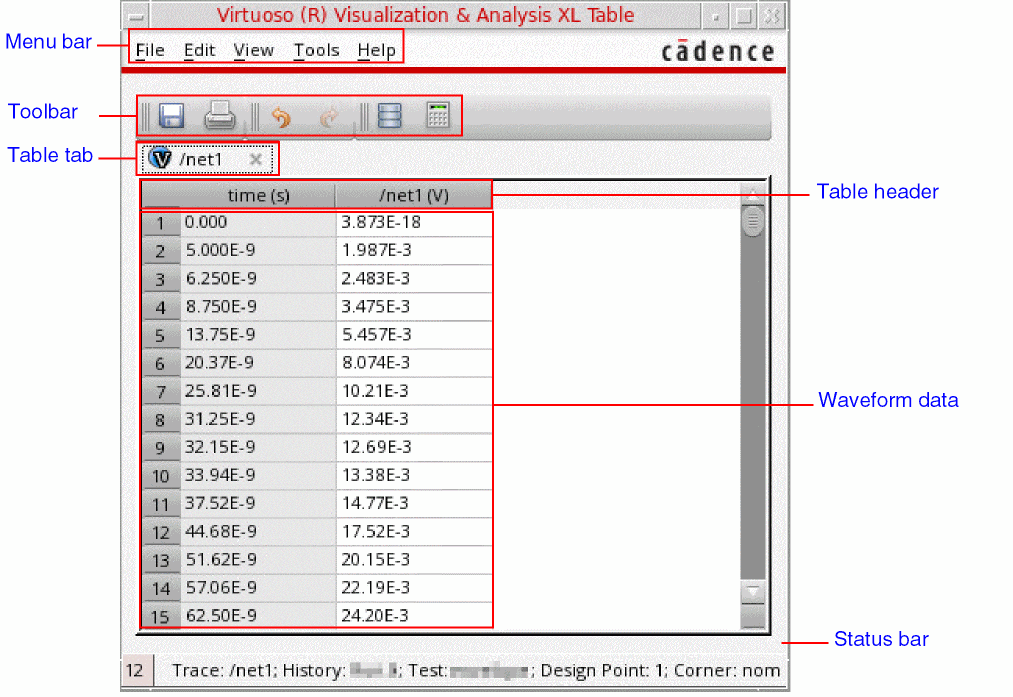 Virtuoso (R) Visualization & Analysis XL Table
Menu bar
File Edit View Tools Help
cādence
Toolbar
Table tab
/net1
time (s) /net1 (V)
Table header
1 0.000 3.873E-18
2 5.000E-9 1.987E-3
3 6.250E-9 2.483E-3
4 8.750E-9 3.475E-3
5 13.75E-9 5.457E-3
6 20.37E-9 8.074E-3
7 25.81E-9 10.21E-3
8 31.25E-9 12.34E-3
Waveform data
9 32.15E-9 12.69E-3
10 33.94E-9 13.38E-3
11 37.52E-9 14.77E-3
12 44.68E-9 17.52E-3
13 51.62E-9 20.15E-3
14 57.06E-9 22.19E-3
15 62.50E-9 24.20E-3
Status bar
12 Trace: /net1; History: ; Test: ; Design Point: 1; Corner: nom